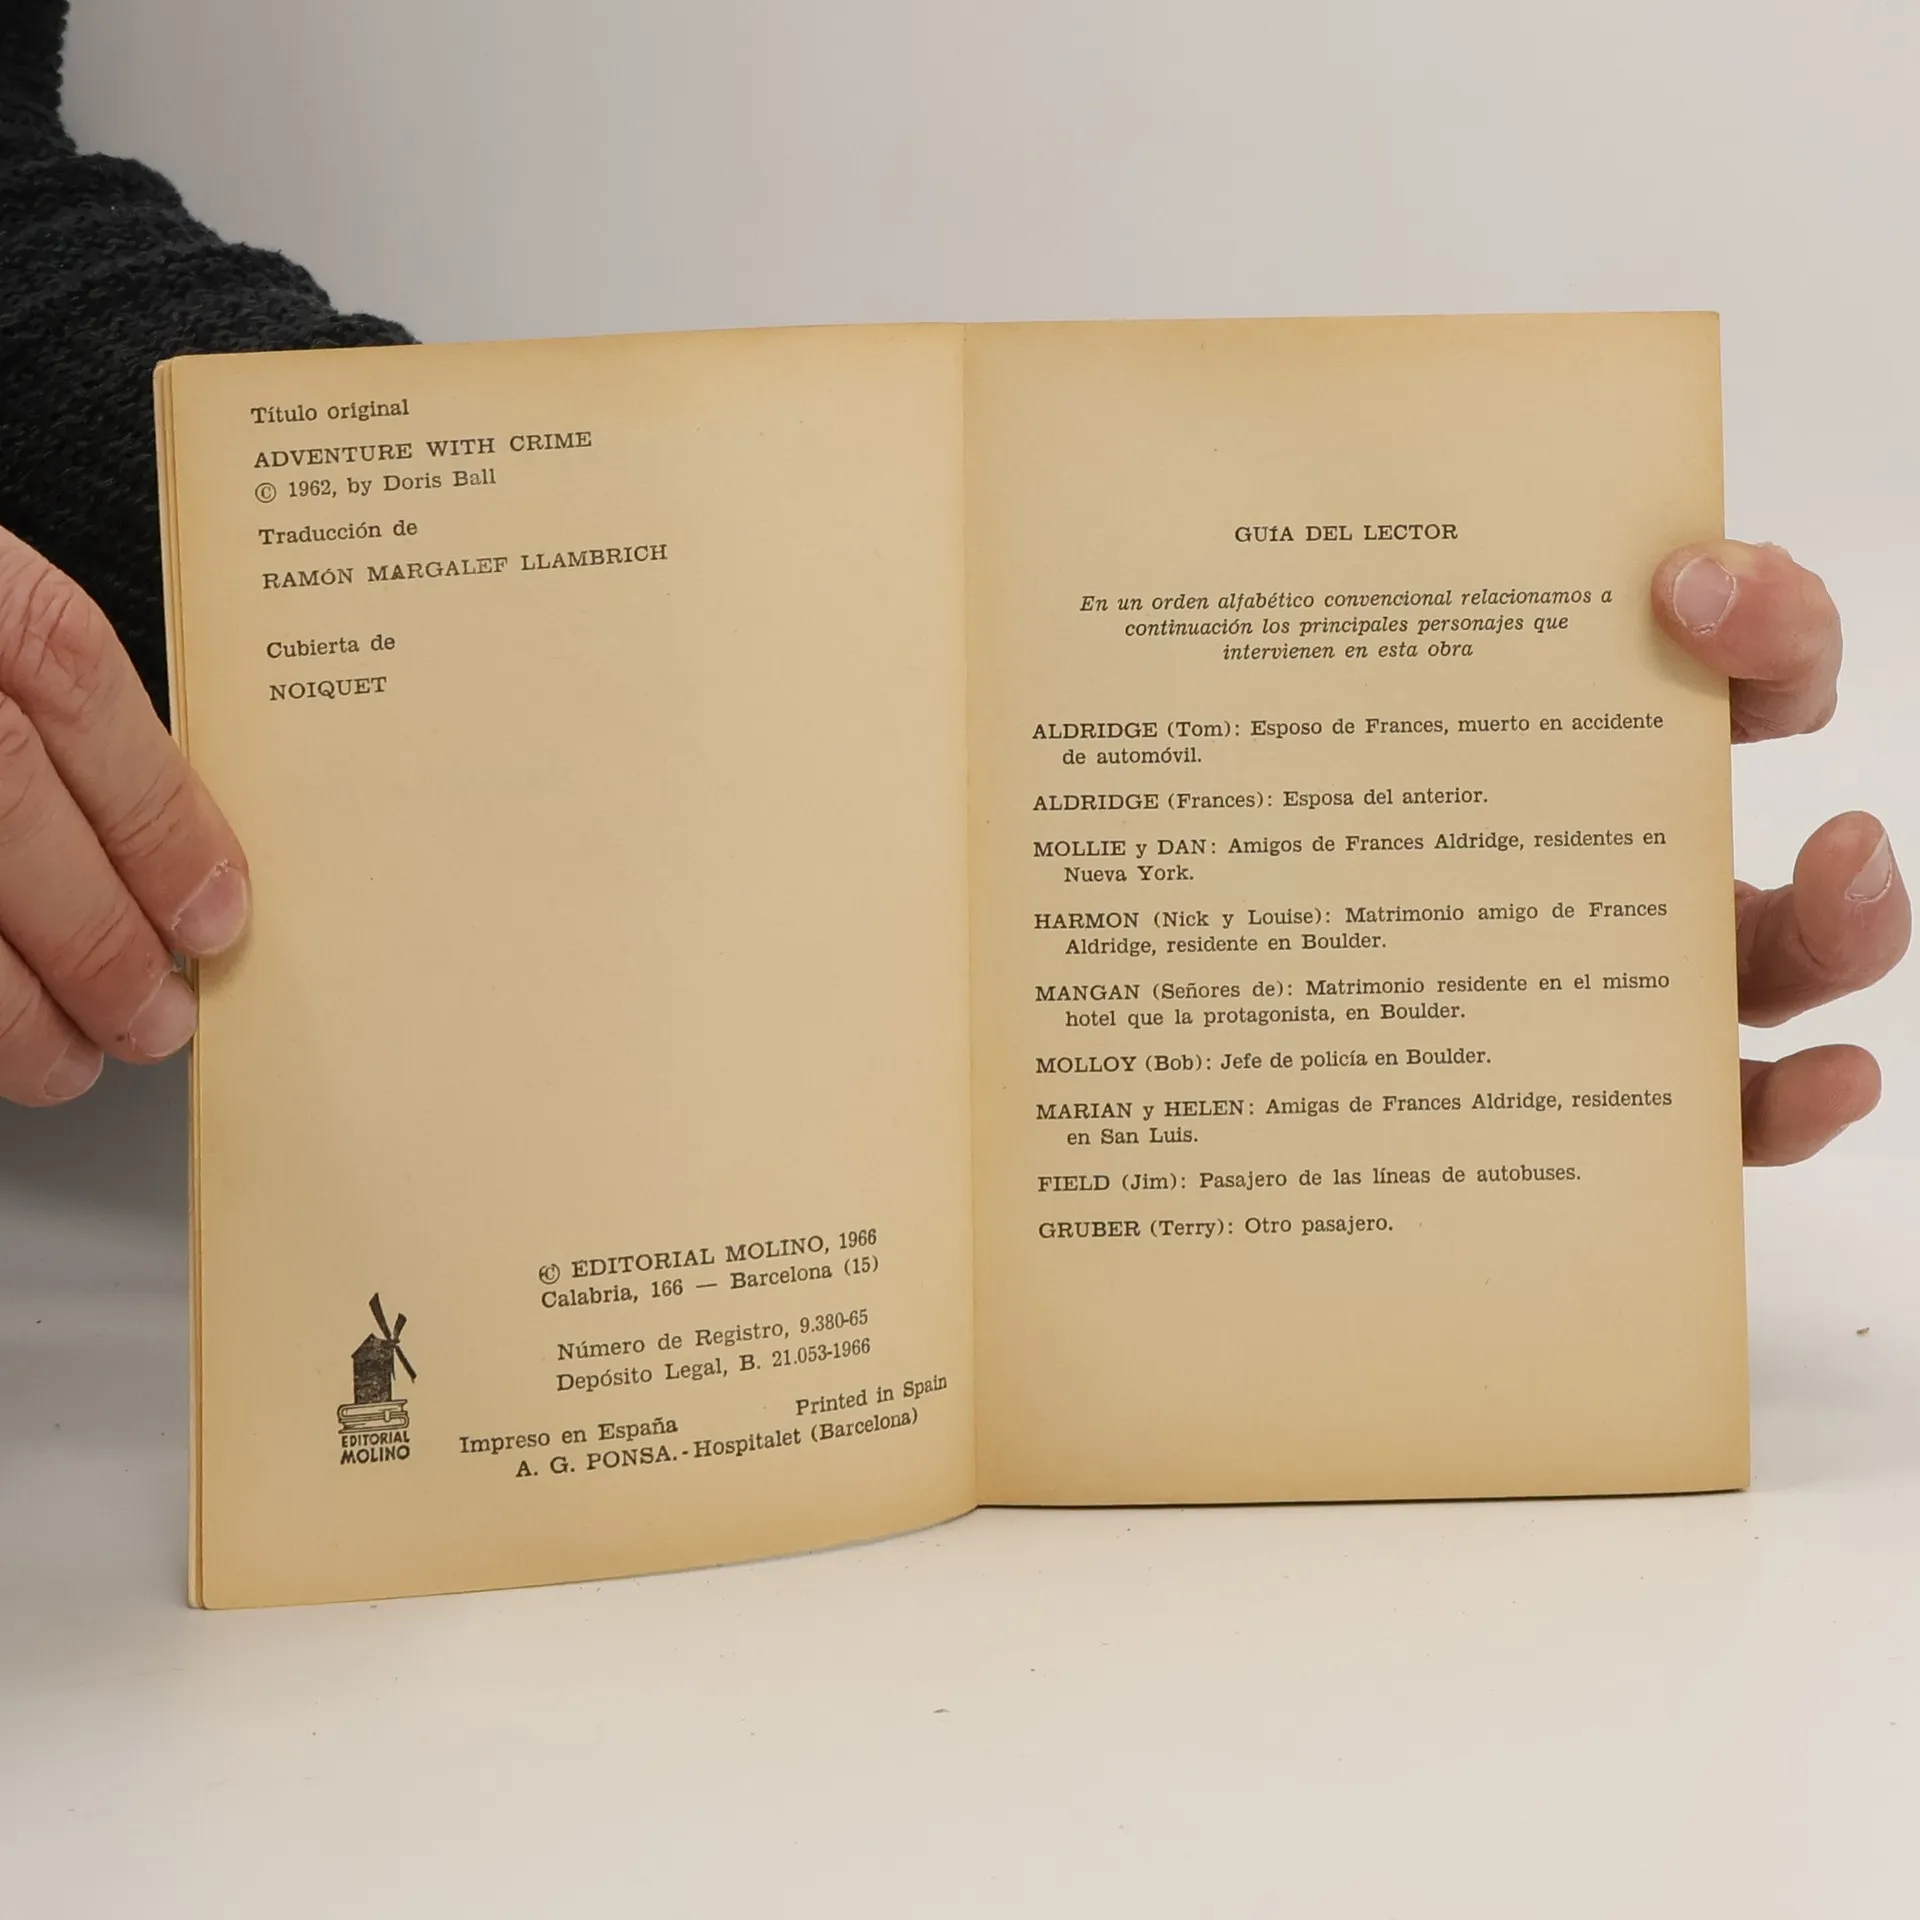 Título original
ADVENTURE WITH CRIME
© 1962, by Doris Ball
Traducción de
RAMÓN MARGALEF LLAMBRICH
Cubierta de
NOIQUET
© EDITORIAL MOLINO, 1966
Calabria, 166 — Barcelona (15)
Número de Registro, 9.380-65
Depósito Legal, B. 21.053-1966
Impreso en España Printed in Spain
A. G. PONSA.-Hospitalet (Barcelona)
EDITORIAL
MOLINO
GUÍA DEL LECTOR
En un orden alfabético convencional relacionamos a
continuación los principales personajes que
intervienen en esta obra
ALDRIDGE (Tom): Esposo de Frances, muerto en accidente
de automóvil.
ALDRIDGE (Frances): Esposa del anterior.
MOLLIE y DAN: Amigos de Frances Aldridge, residentes en
Nueva York.
HARMON (Nick y Louise): Matrimonio amigo de Frances
Aldridge, residente en Boulder.
MANGAN (Señores de): Matrimonio residente en el mismo
hotel que la protagonista, en Boulder.
MOLLOY (Bob): Jefe de policía en Boulder.
MARIAN y HELEN: Amigas de Frances Aldridge, residentes
en San Luis.
FIELD (Jim): Pasajero de las líneas de autobuses.
GRUBER (Terry): Otro pasajero.